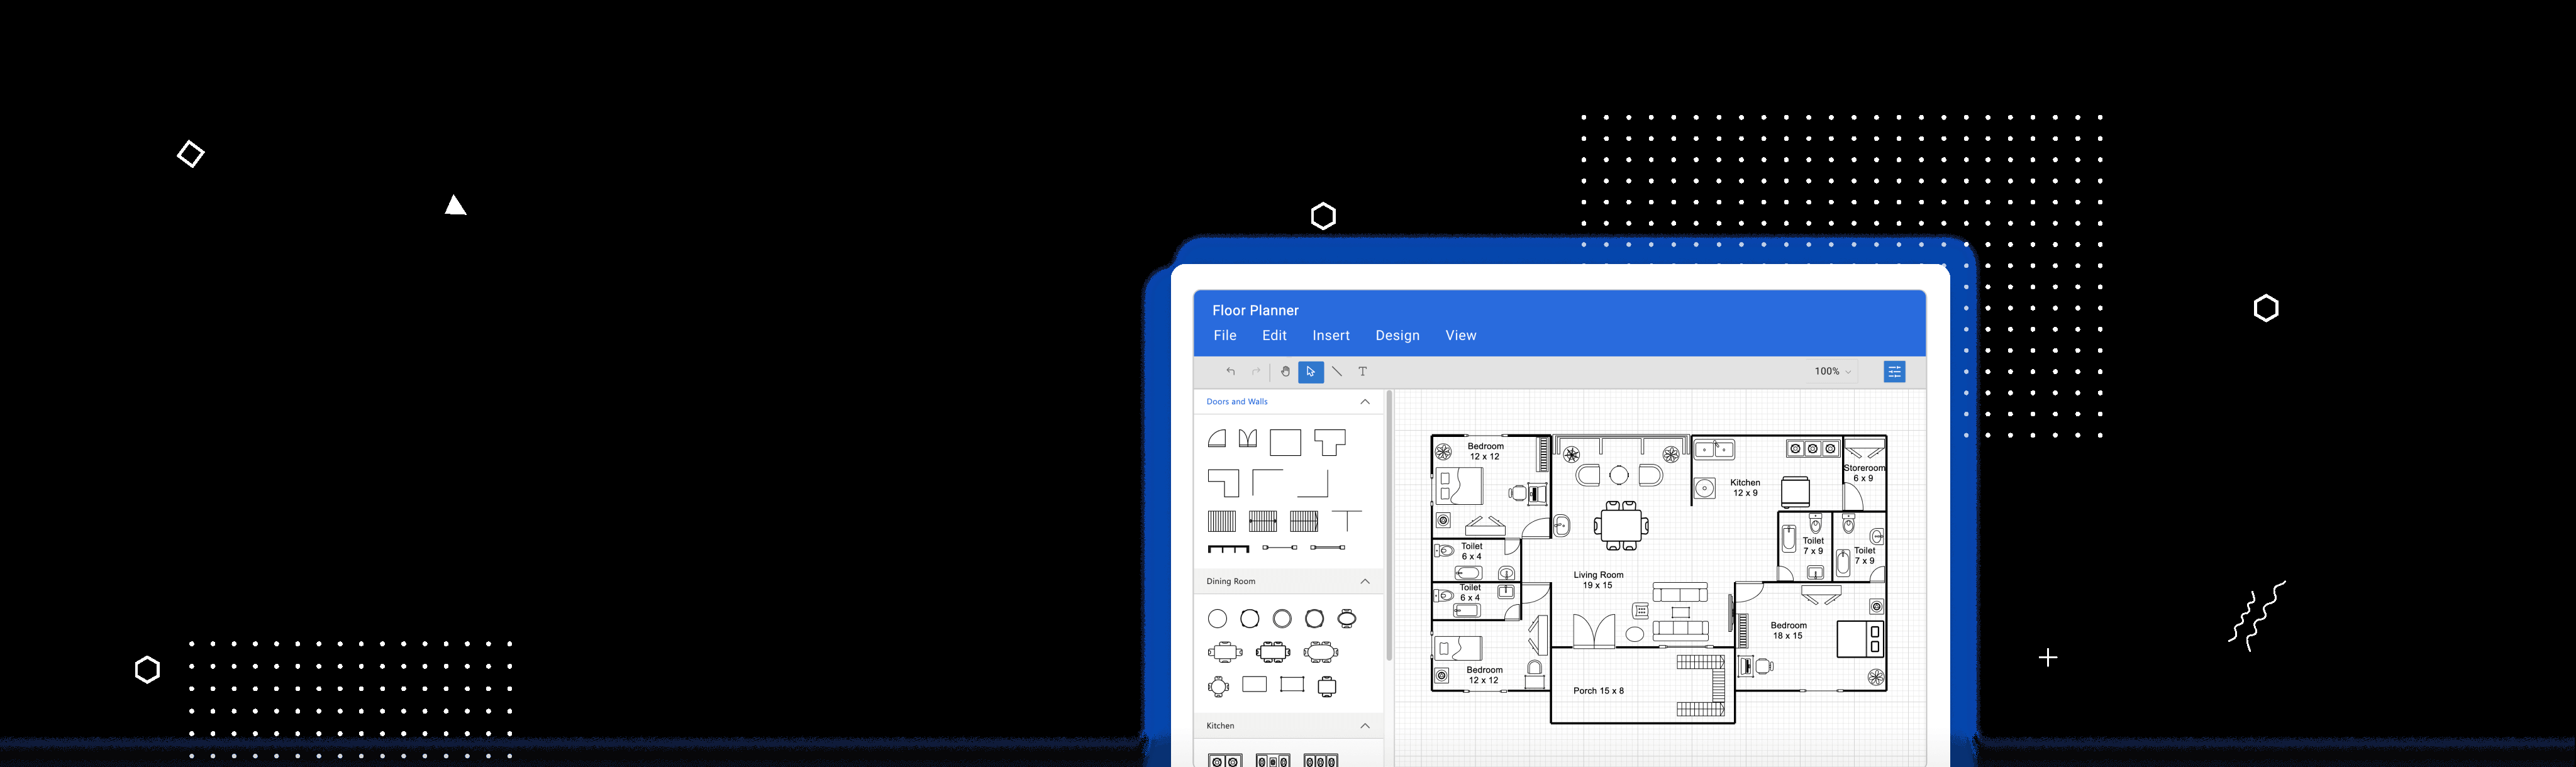 Floor Planner
File Edit Insert Design View
T 100%
Doors and Walls
Dining Room
Kitchen
Bedroom
12 x 12
Kitchen
12 x 9
Storeroom
6 x 9
Toilet
6 x 4
Toilet
6 x 4
Living Room
19 x 15
Toilet
7 x 9
Toilet
7 x 9
Bedroom
12 x 12
Porch 15 x 8
Bedroom
18 x 15